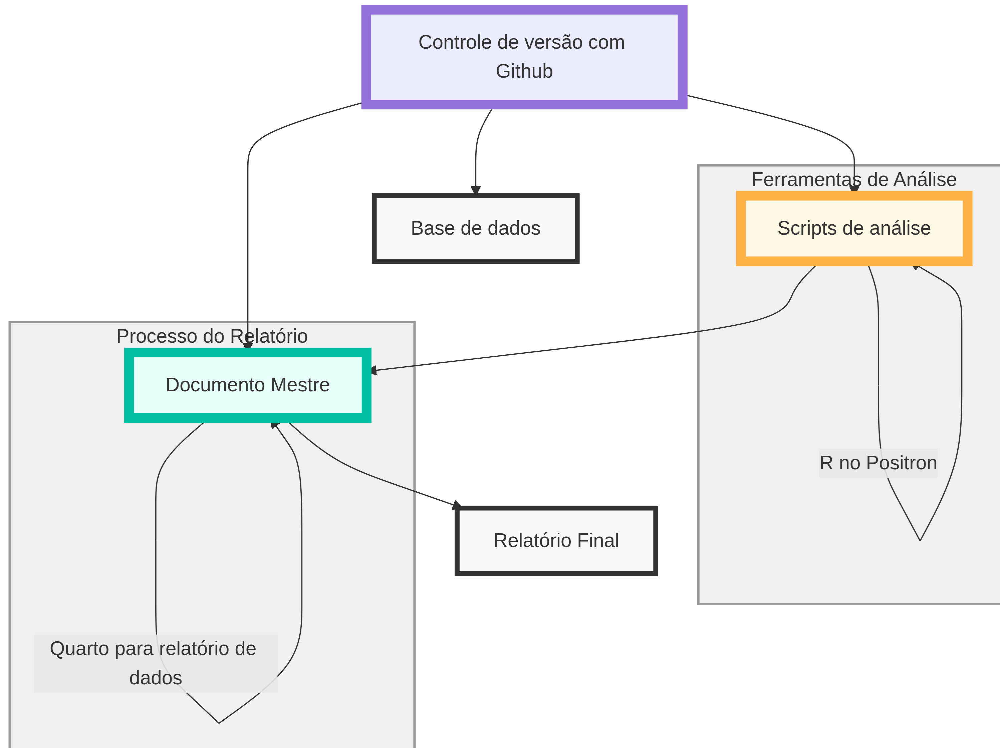 Controle de versão com
Github
Ferramentas de Análise
Base de dados
Scripts de análise
Processo do Relatório
Documento Mestre
R no Positron
Relatório Final
Quarto para relatório de
dados